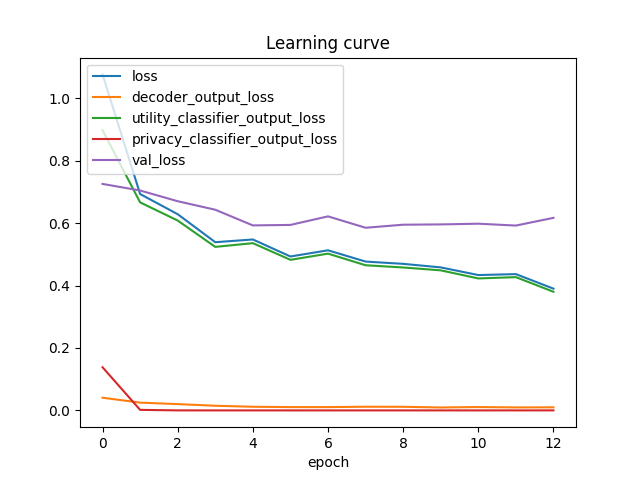 Learning curve
loss
decoder_output_loss
utility_classifier_output_loss
privacy_classifier_output_loss
val_loss
1.0
0.8
0.6
0.4
0.2
0.0
0 2 4 6 8 10 12
epoch